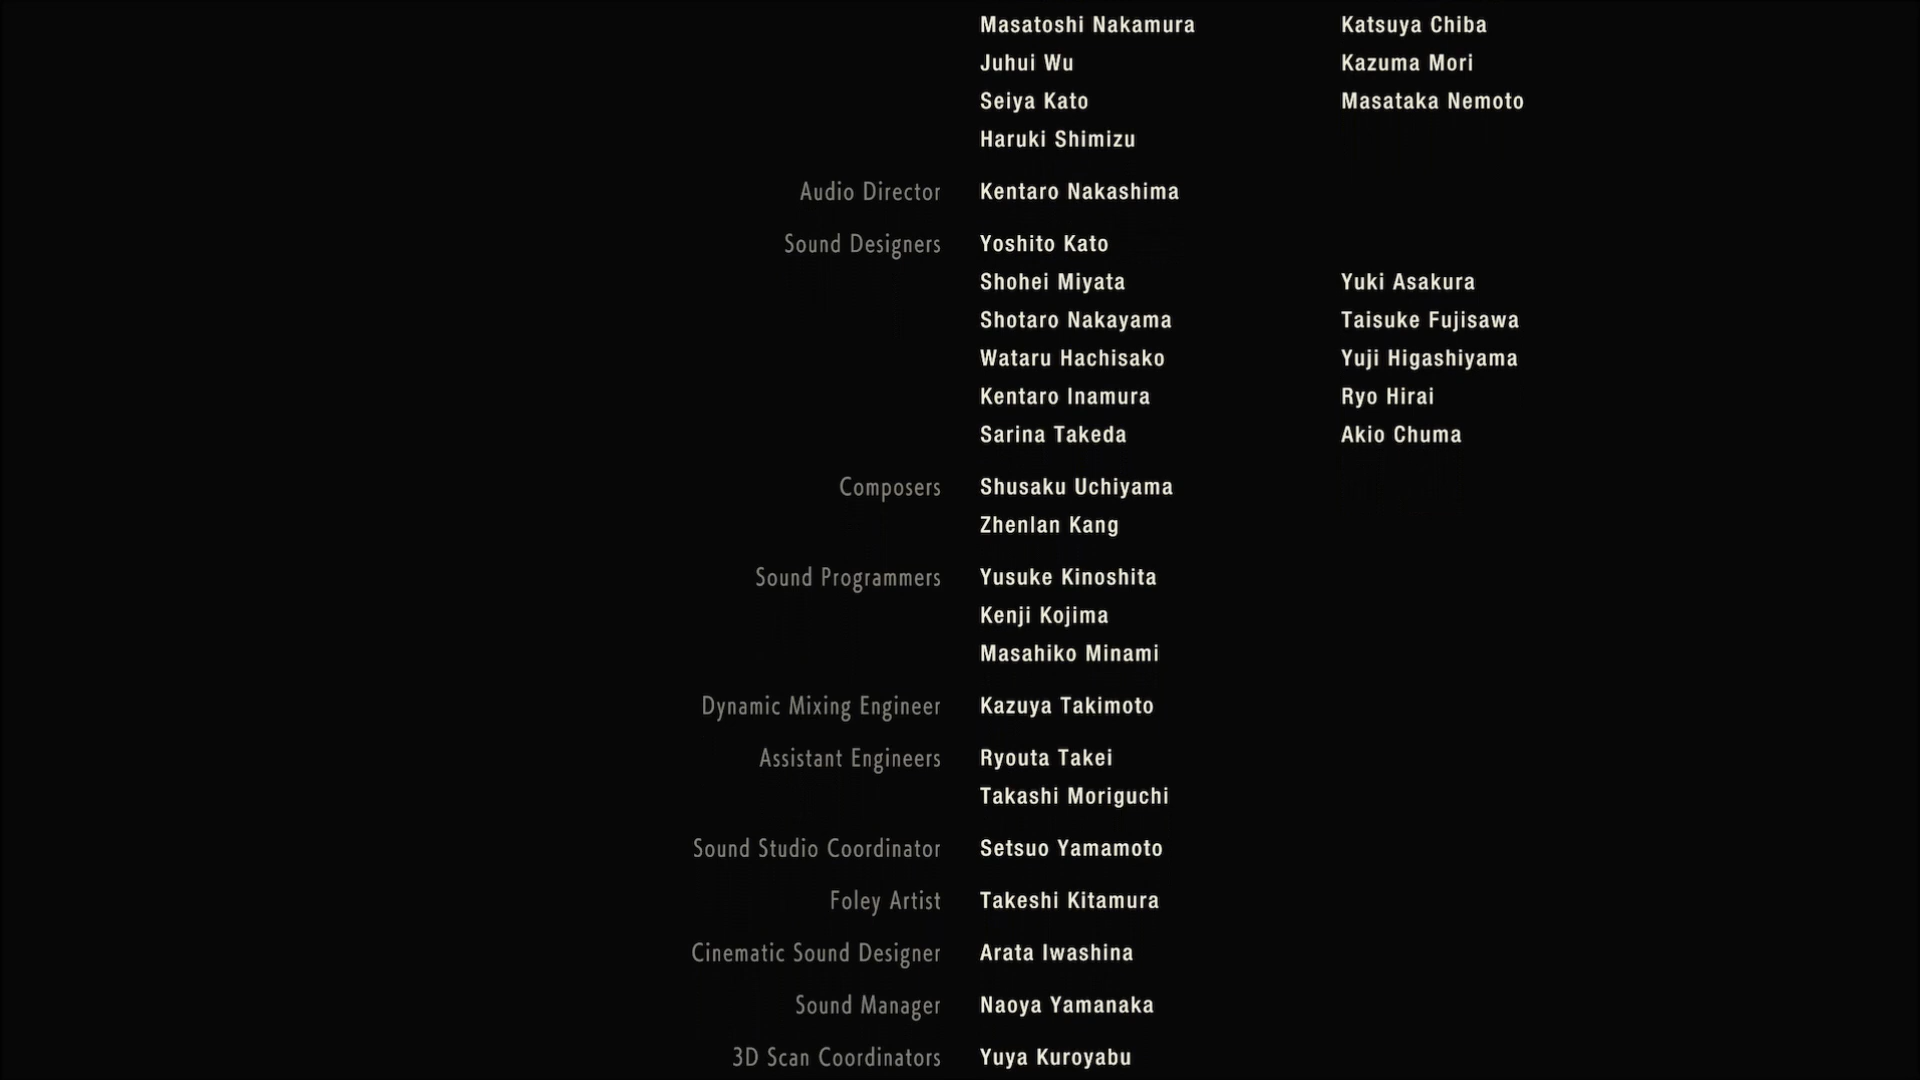 Masatoshi Nakamura Katsuya Chiba
Juhui Wu Kazuma Mori
Seiya Kato Masataka Nemoto
Haruki Shimizu
Audio Director Kentaro Nakashima
Sound Designers Yoshito Kato
Shohei Miyata Yuki Asakura
Shotaro Nakayama Taisuke Fujisawa
Wataru Hachisako Yuji Higashiyama
Kentaro Inamura Ryo Hirai
Sarina Takeda Akio Chuma
Composers Shusaku Uchiyama
Zhenlan Kang
Sound Programmers Yusuke Kinoshita
Kenji Kojima
Masahiko Minami
Dynamic Mixing Engineer Kazuya Takimoto
Assistant Engineers Ryouta Takei
Takashi Moriguchi
Sound Studio Coordinator Setsuo Yamamoto
Foley Artist Takeshi Kitamura
Cinematic Sound Designer Arata Iwashina
Sound Manager Naoya Yamanaka
3D Scan Coordinators Yuya Kuroyabu